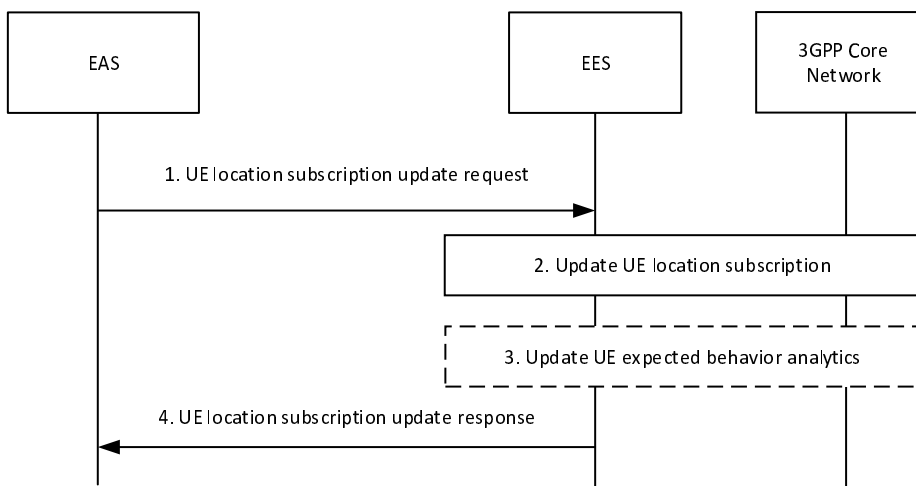 EAS
EES
3GPP Core
Network
1. UE location subscription update request
2. Update UE location subscription
3. Update UE expected behavior analytics
4. UE location subscription update response